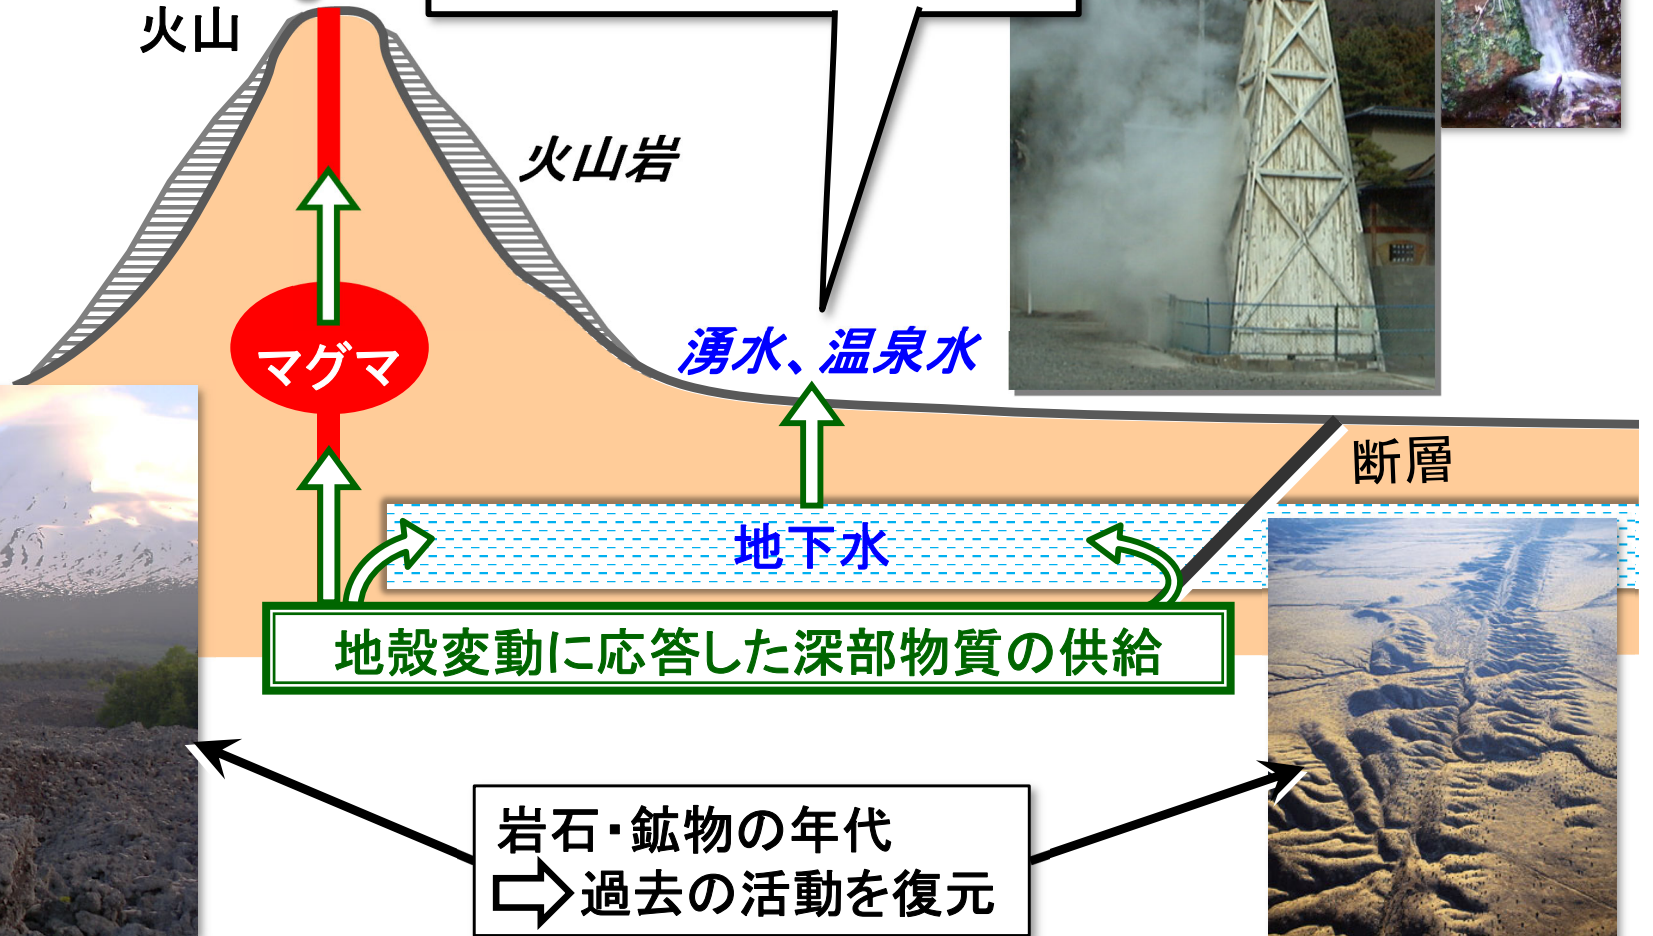 火山
火山岩
マグマ
湧水、温泉水
断層
地下水
地殻変動に応答した深部物質の供給
岩石・鉱物の年代
過去の活動を復元